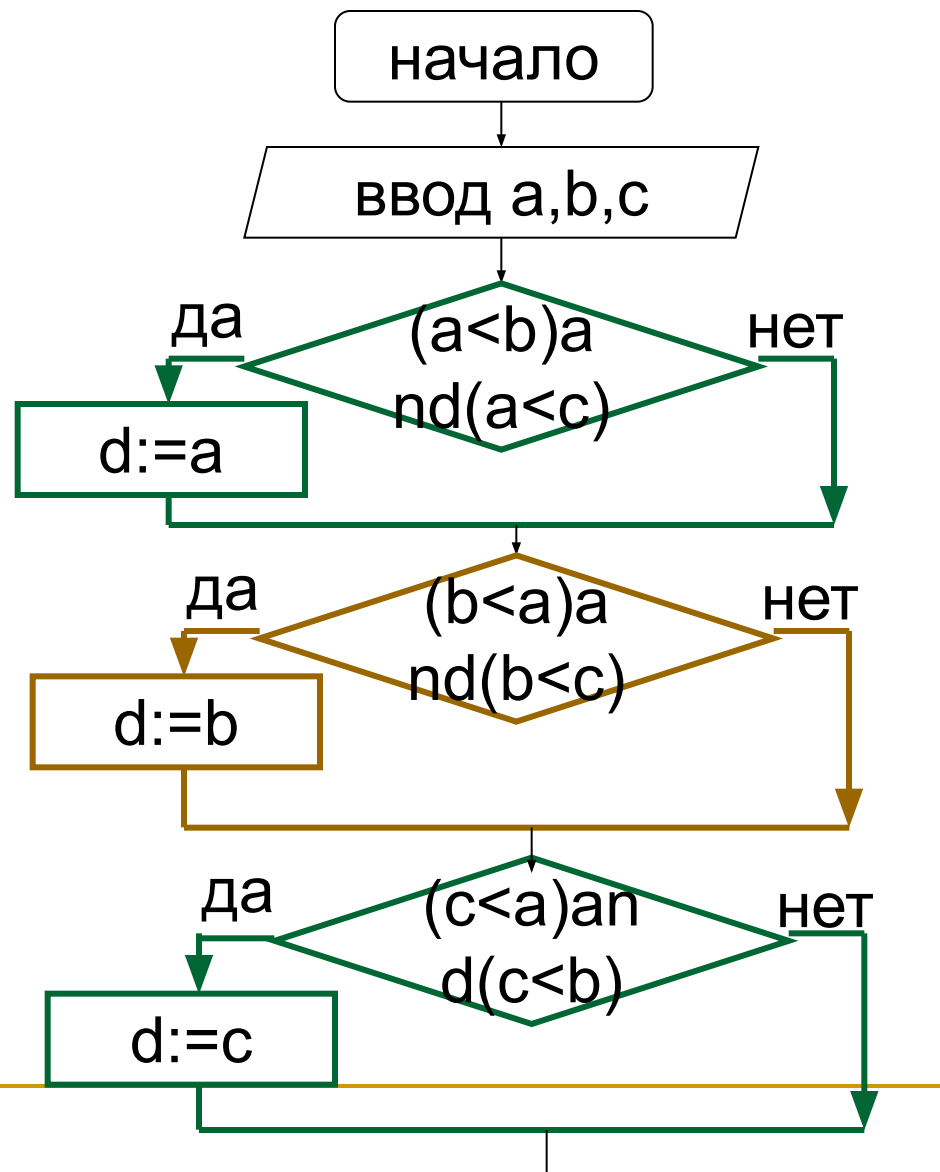 начало
ввод a,b,c
да
(a<b)a
nd(a<c)
нет
d:=a
да
(b<a)a
nd(b<c)
нет
d:=b
да
(c<a)an
d(c<b)
нет
d:=c